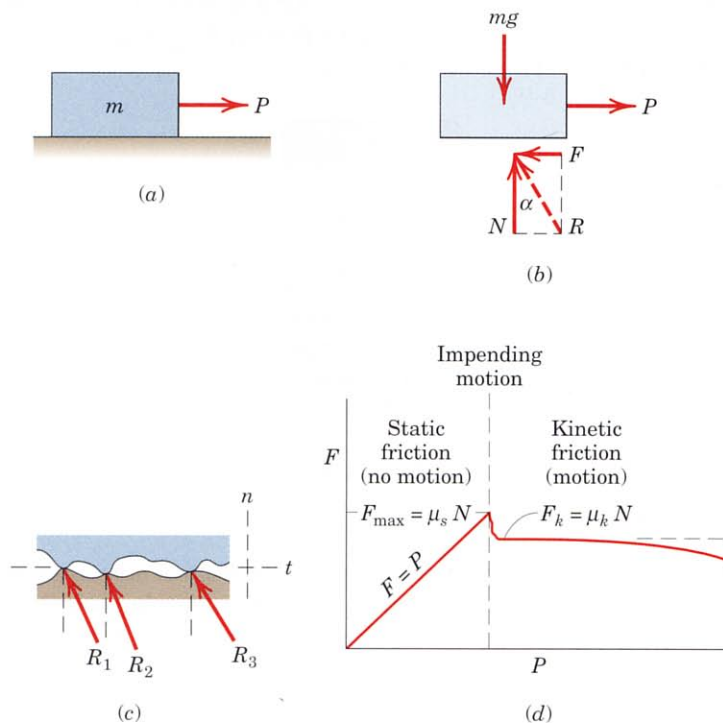 m
P
(a)
mg
P
F
α
N
R
(b)
n
t
R1
R2
R3
(c)
Impending
motion
Static
friction
(no motion)
Kinetic
friction
(motion)
F
Fmax = μs N
Fk = μk N
F = P
P
(d)